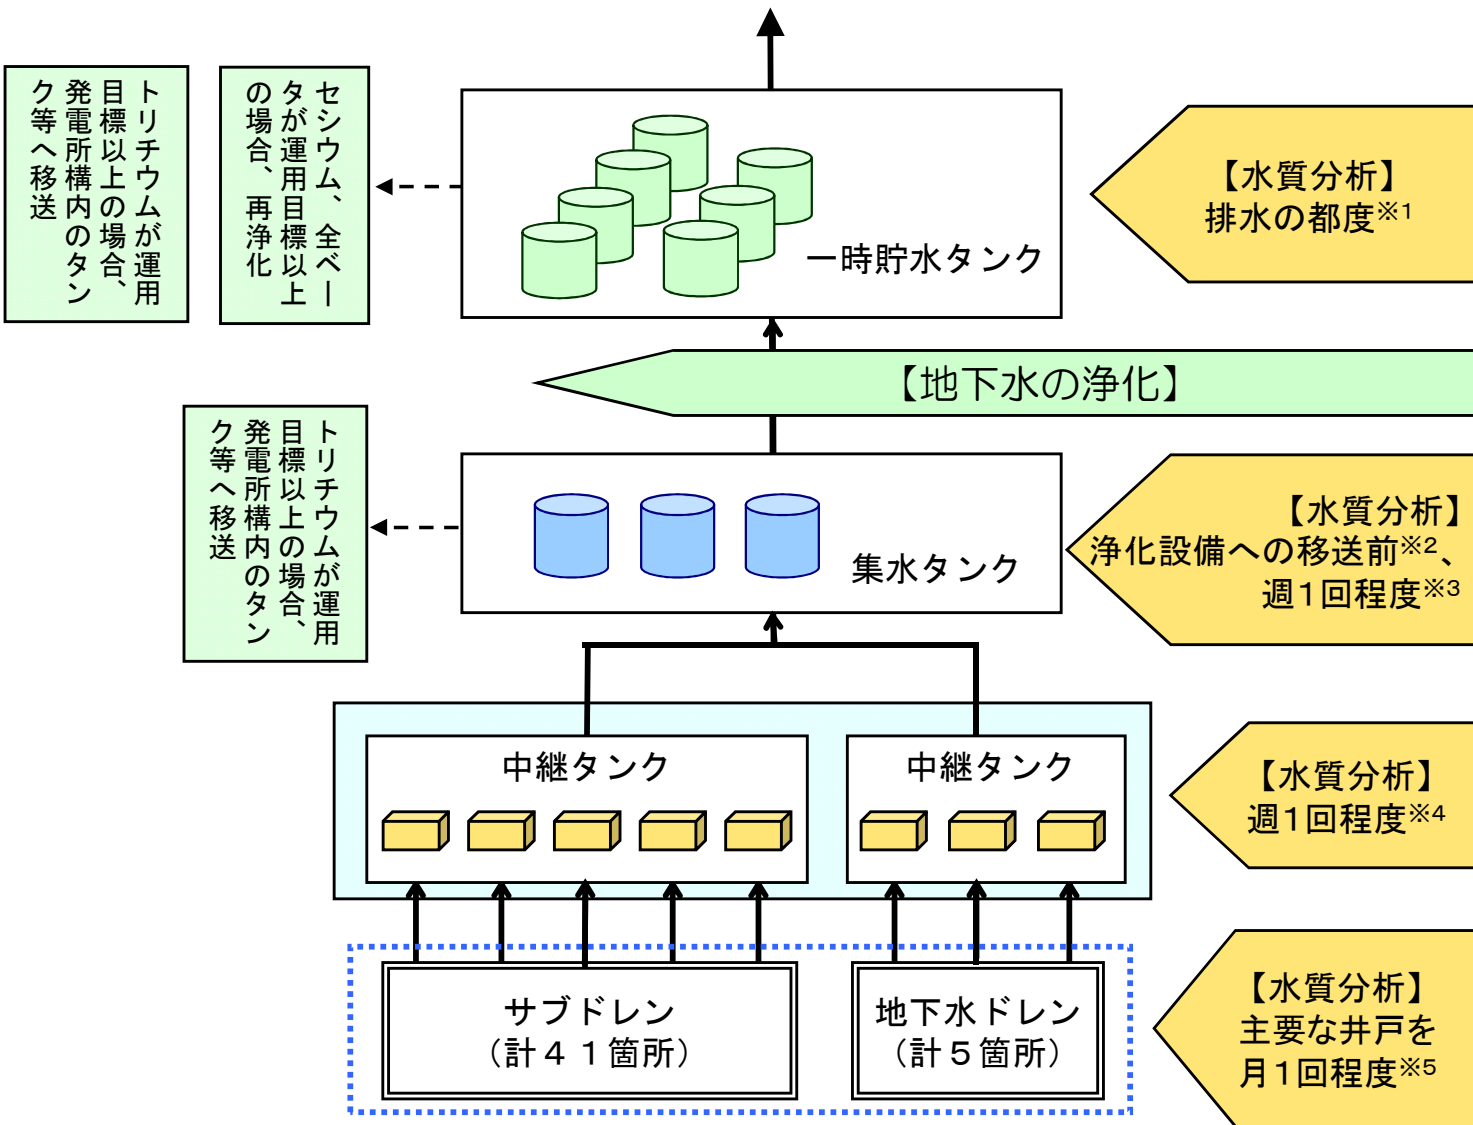 トリチウムが運用
目標以上の場合、
発電所構内のタン
ク等へ移送
セシウム、全ベー
タが運用目標以上
の場合、再浄化
一時貯水タンク
【水質分析】
排水の都度※1
【地下水の浄化】
トリチウムが運用
目標以上の場合、
発電所構内のタン
ク等へ移送
集水タンク
【水質分析】
浄化設備への移送前※2、
週1回程度※3
中継タンク
中継タンク
【水質分析】
週1回程度※4
サブドレン
（計４１箇所）
地下水ドレン
（計５箇所）
【水質分析】
主要な井戸を
月1回程度※5